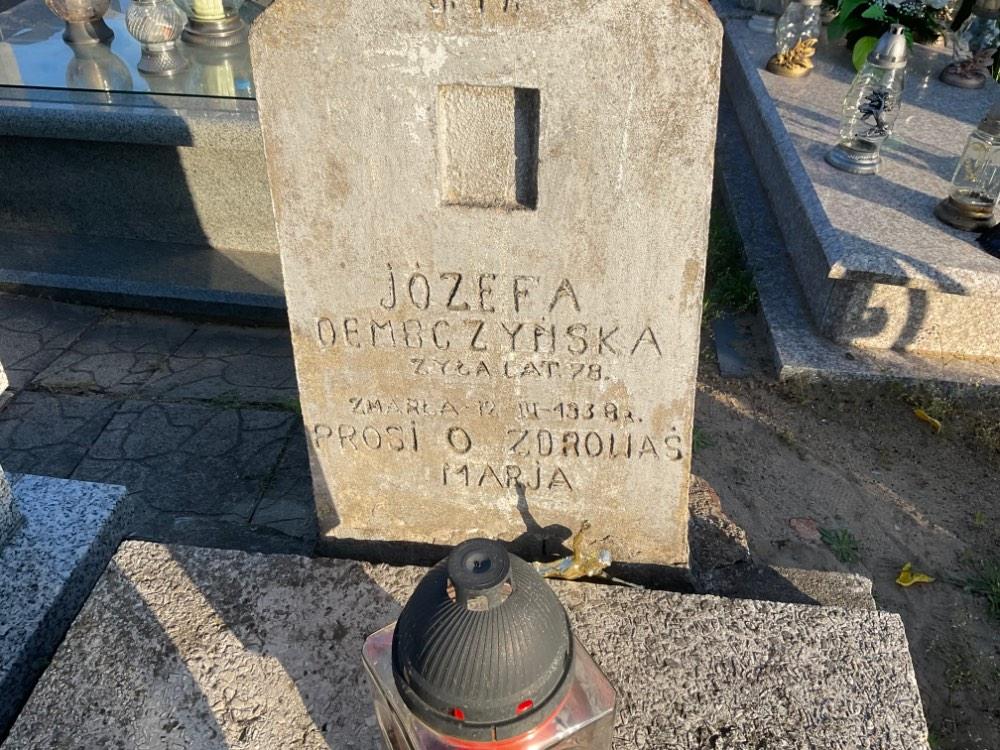 JÓZEFA
DEMBCZYŃSKA
ŻYŁA LAT 78.
ZMARŁA 12 III-1938 R.
PROSI O ZDROWAŚ
MARJA